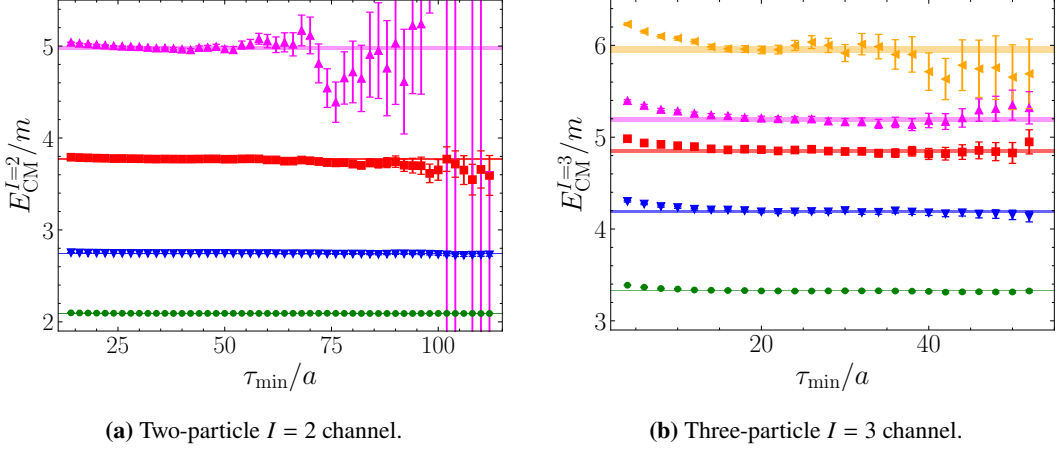 5
4
3
2
E_CM^{I=2}/m
25
50
75
100
τ_min/a
(a) Two-particle I = 2 channel.
6
5
4
3
E_CM^{I=3}/m
20
40
τ_min/a
(b) Three-particle I = 3 channel.